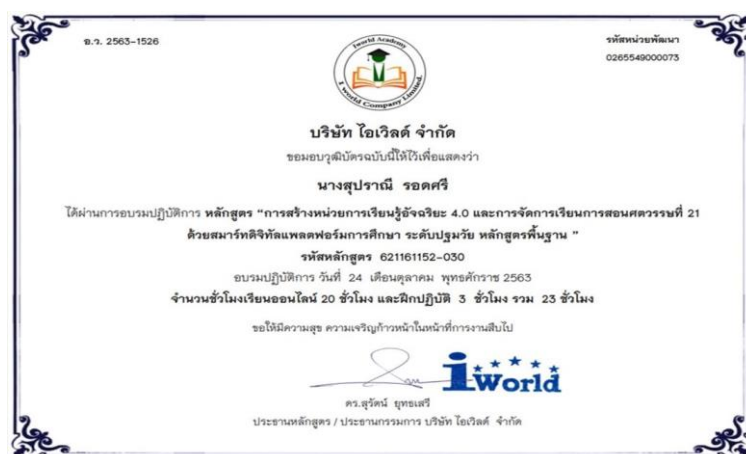 อ.ว. 2563-1526
รหัสหน่วยพัฒนา
0265549000073
Iworld Academy
I world Company Limited.
บริษัท ไอเวิลด์ จำกัด
ขอมอบวุฒิบัตรฉบับนี้ให้ไว้เพื่อแสดงว่า
นางสุปราณี รอดศรี
ได้ผ่านการอบรมปฏิบัติการ หลักสูตร “การสร้างหน่วยการเรียนรู้อัจฉริยะ 4.0 และการจัดการเรียนการสอนศตวรรษที่ 21
ด้วยสมาร์ทดิจิทัลแพลตฟอร์มการศึกษา ระดับปฐมวัย หลักสูตรพื้นฐาน ”
รหัสหลักสูตร 621161152-030
อบรมปฏิบัติการ วันที่ 24 เดือนตุลาคม พุทธศักราช 2563
จำนวนชั่วโมงเรียนออนไลน์ 20 ชั่วโมง และฝึกปฏิบัติ 3 ชั่วโมง รวม 23 ชั่วโมง
ขอให้มีความสุข ความเจริญก้าวหน้าในหน้าที่การงานสืบไป
iWorld
ดร.สุรัตน์ ยุทธเสรี
ประธานหลักสูตร / ประธานกรรมการ บริษัท ไอเวิลด์ จำกัด